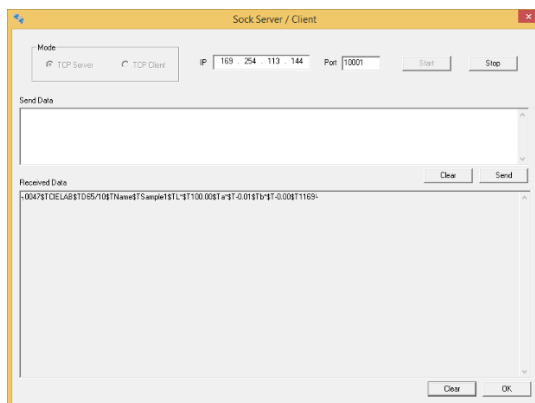 Sock Server / Client
Mode
TCP Server TCP Client IP 169 . 254 . 113 . 144 Port 10001 Start Stop
Send Data
Clear Send
Received Data
0047$TCIELAB$TD65/10$TName$TSample1$TL*$T100.00$Ta*$T-0.01$Tb*$T-0.00$T1169
Clear OK